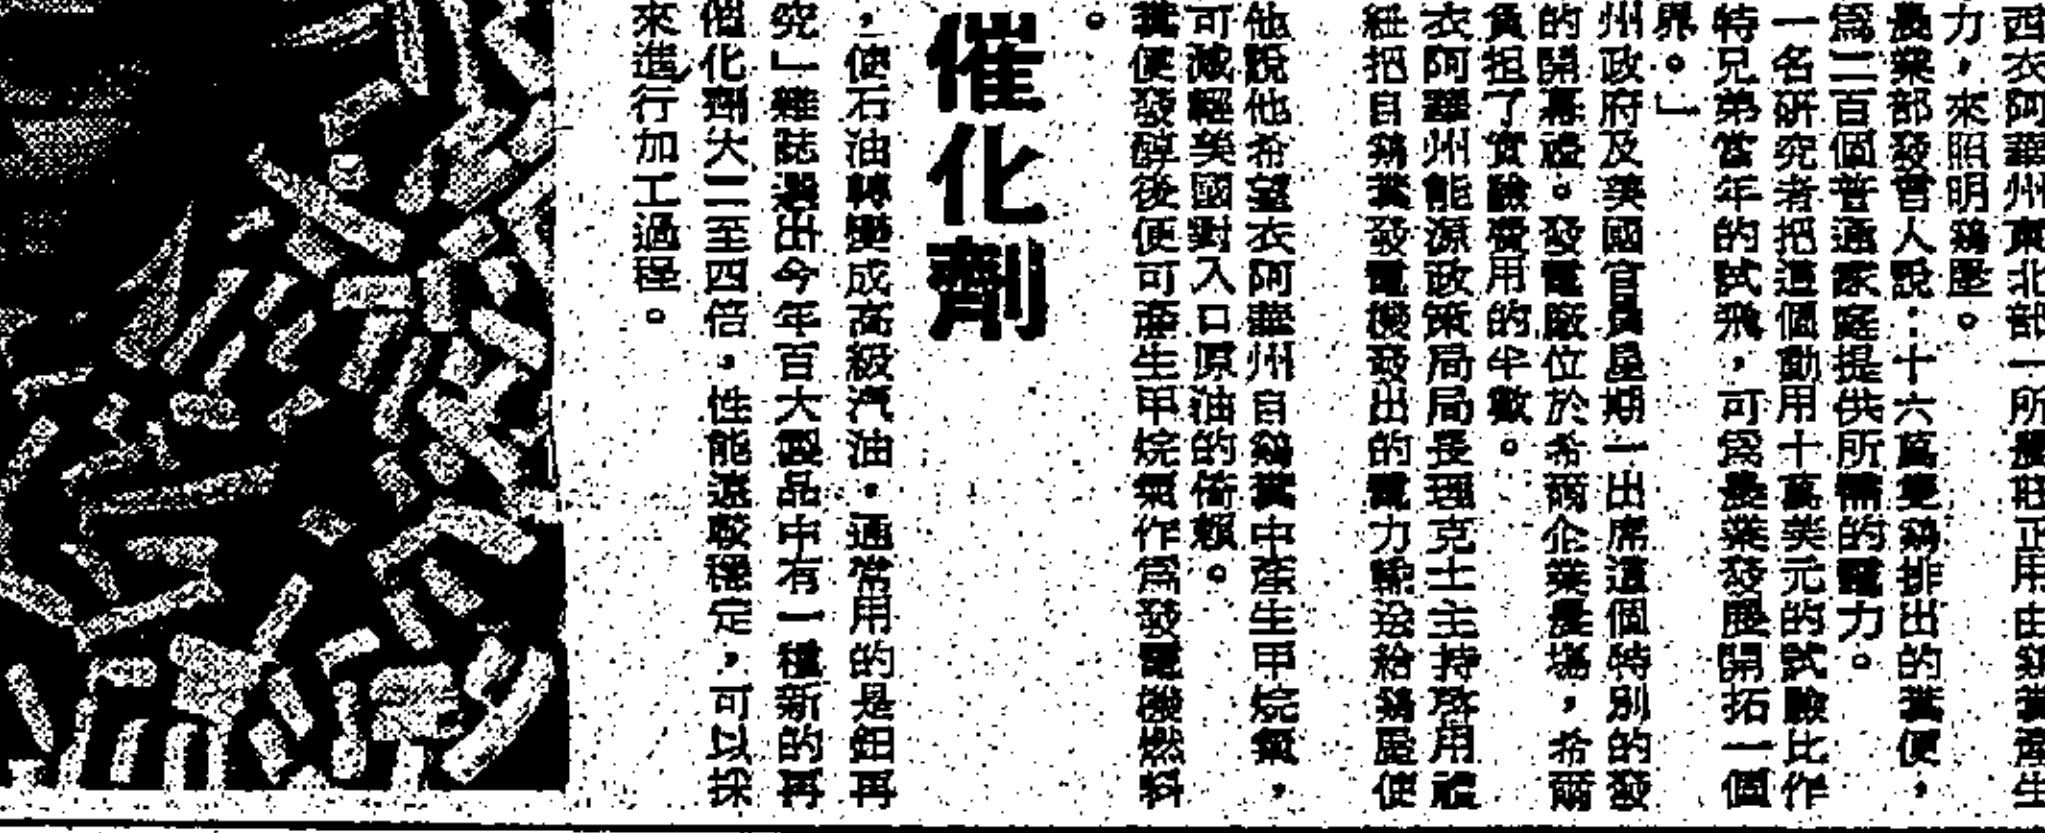 西衣阿華州東北部一所農莊正用由鷄糞產生
力，來照明鷄屋。
農業部發言人說：十六萬隻鷄排出的糞便，
爲二百個普通家庭提供所需的電力。
一名研究者把這個動用十萬美元的試驗比作
特兄弟當年的試飛，可爲農業發展開拓一個
界。」
州政府及美國官員星期一出席這個特別的發
的開幕禮。發電廠位於希爾企業農場，希爾
負担了實驗費用的半數。
衣阿華州能源政策局局長理克士主持啓用禮
鈕把自鷄糞發電機發出的電力輸送給鷄屋使
他說他希望衣阿華州自鷄糞中產生甲烷氣，
可減輕美國對入口原油的倚賴。
糞便發酵後便可產生甲烷氣作爲發電機燃料
。
催化劑
，使石油轉變成高級汽油，通常用的是鉑再
究」雜誌選出今年百大製品中有一種新的再
催化劑大二至四倍，性能遠較穩定，可以採
來進行加工過程。